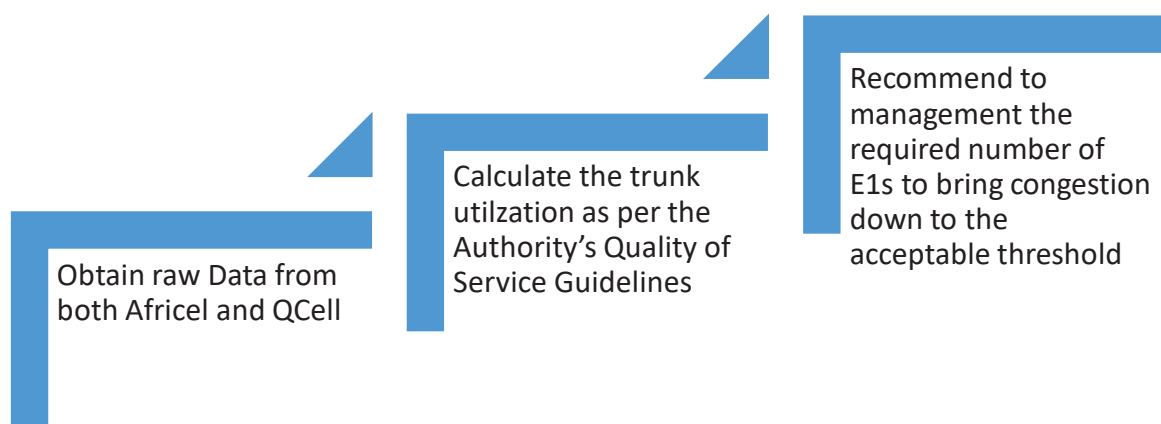 Obtain raw Data from
both Africel and QCell
Calculate the trunk
utilzation as per the
Authority’s Quality of
Service Guidelines
Recommend to
management the
required number of
E1s to bring congestion
down to the
acceptable threshold